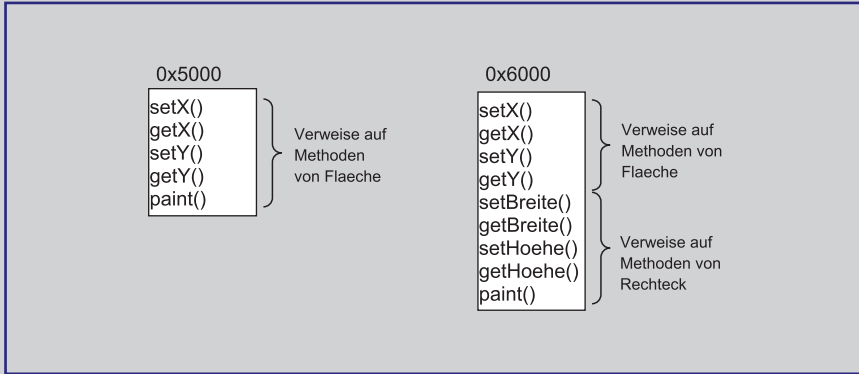 0x5000
setX()
getX()
setY()
getY()
paint()
Verweise auf
Methoden
von Flaeche
0x6000
setX()
getX()
setY()
getY()
setBreite()
getBreite()
setHoehe()
getHoehe()
paint()
Verweise auf
Methoden von
Flaeche
Verweise auf
Methoden von
Rechteck